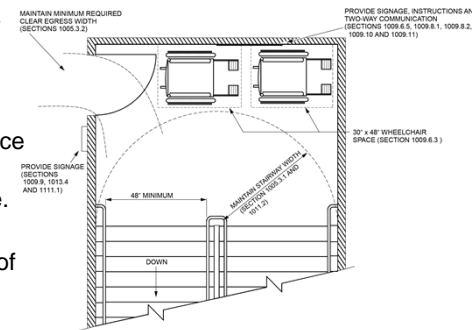 MAINTAIN MINIMUM REQUIRED
CLEAR EGRESS WIDTH
(SECTIONS 1005.3.2)
PROVIDE SIGNAGE, INSTRUCTIONS AN
TWO-WAY COMMUNICATION
(SECTIONS 1009.6.5, 1009.8.1, 1009.8.2,
1009.10 AND 1009.11)
ce
30" x 48" WHEELCHAIR
SPACE (SECTION 1009.6.3 )
PROVIDE SIGNAGE
(SECTIONS
1009.9, 1013.4
AND 1111.1)
e.
MAINTAIN STAIRWAY WIDTH
(SECTION 1005.3.1 AND
1011.2)
48" MINIMUM
of
DOWN